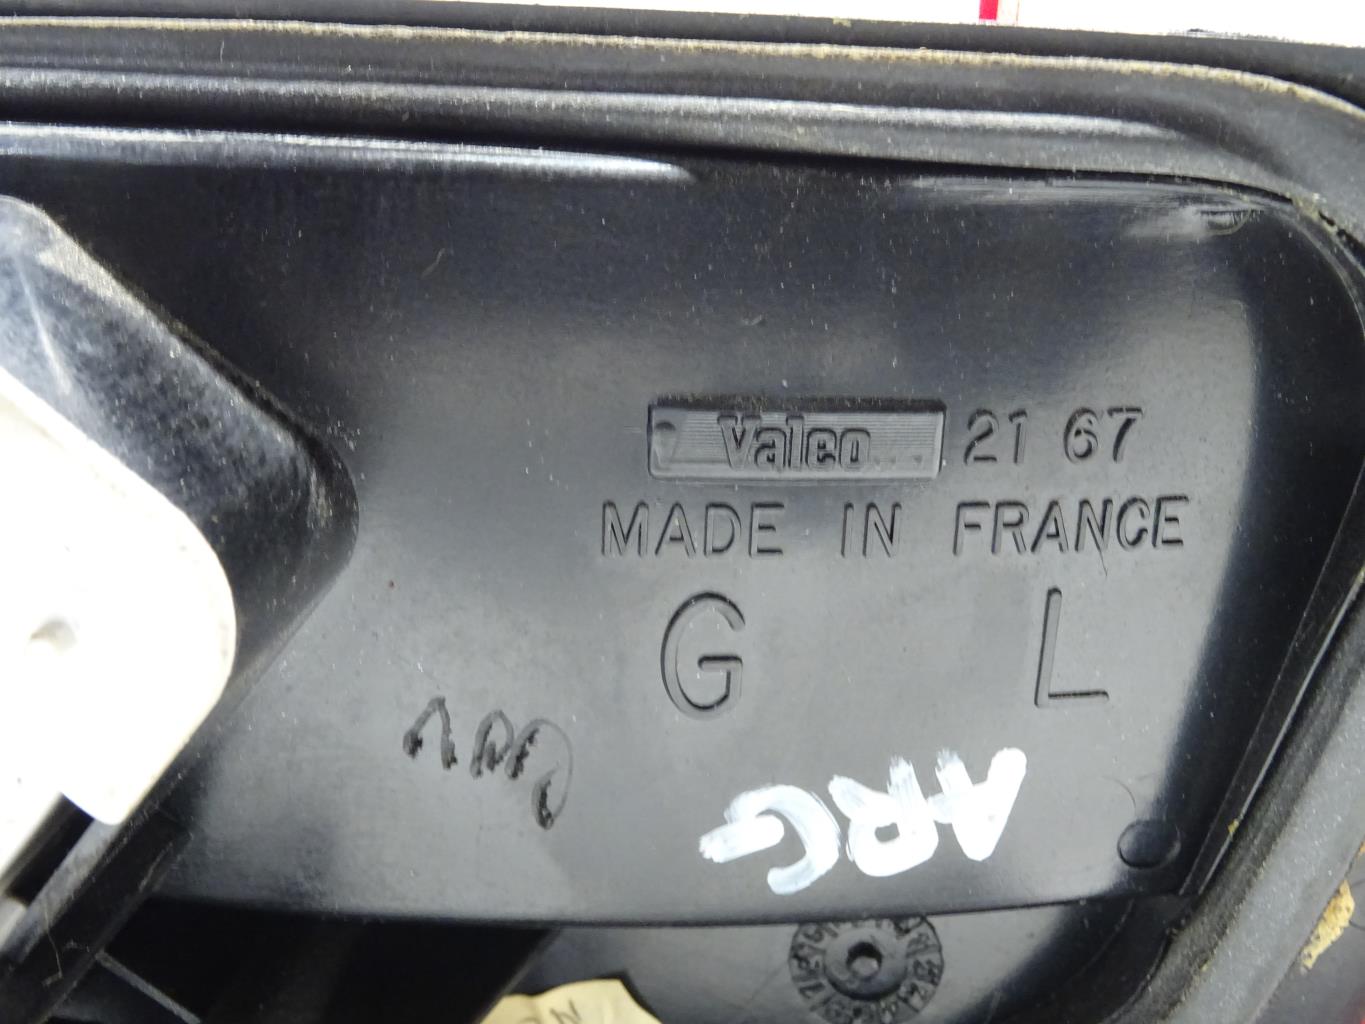 Valeo 21 67
MADE IN FRANCE
G L
ARG